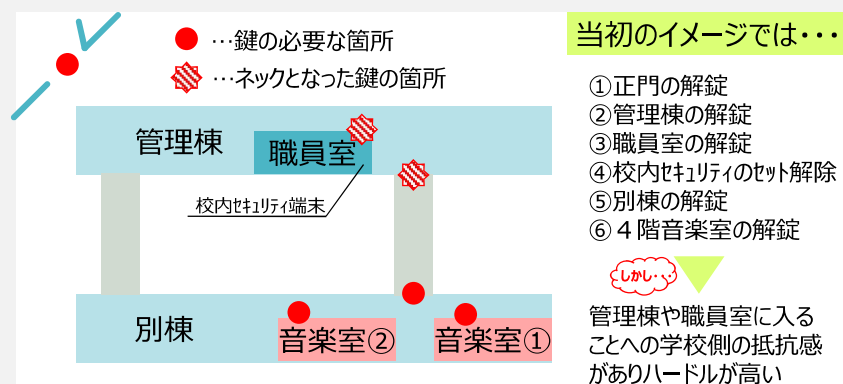 …鍵の必要な箇所
…ネックとなった鍵の箇所
管理棟
職員室
校内セキュリティ端末
別棟
音楽室②
音楽室①
当初のイメージでは・・・
①正門の解錠
②管理棟の解錠
③職員室の解錠
④校内セキュリティのセット解除
⑤別棟の解錠
⑥４階音楽室の解錠
しかし・・・
管理棟や職員室に入る
ことへの学校側の抵抗感
がありハードルが高い